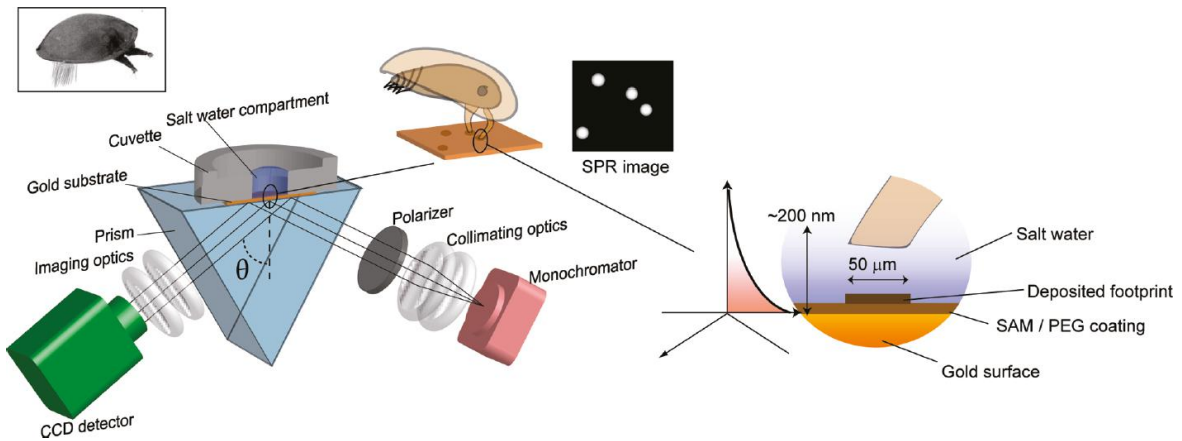 Salt water compartment
Cuvette
Gold substrate
Prism
Imaging optics
θ
CCD detector
Polarizer
Collimating optics
Monochromator
SPR image
~200 nm
50 μm
Salt water
Deposited footprint
SAM / PEG coating
Gold surface